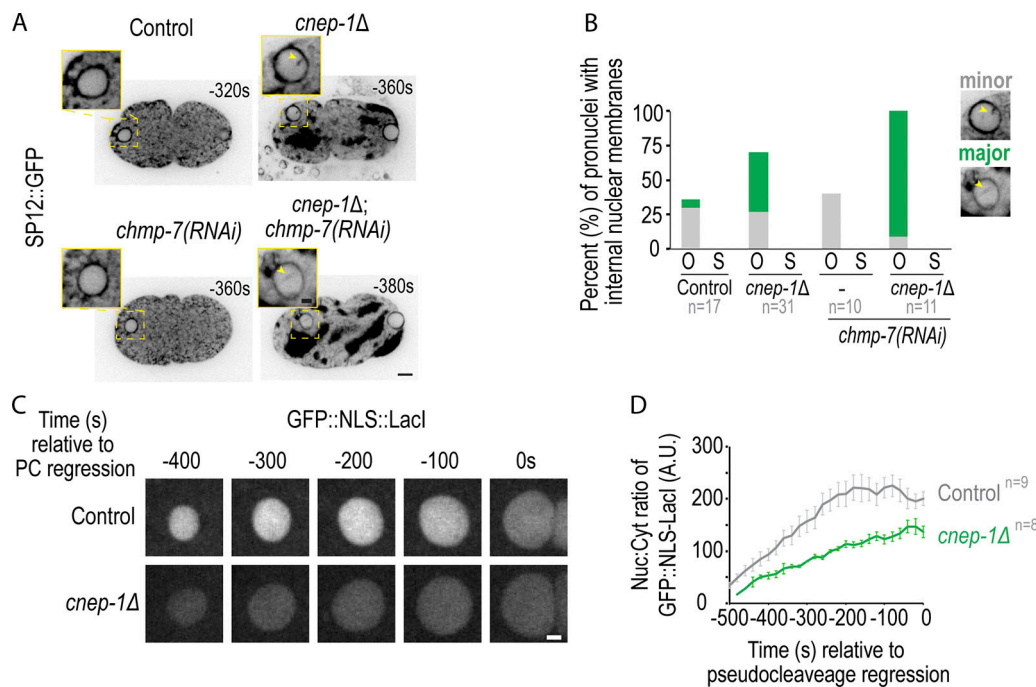 A
Control
cnep-1Δ
-320s
-360s
SP12::GFP
chmp-7(RNAi)
cnep-1Δ;
chmp-7(RNAi)
-360s
-380s
B
Percent (%) of pronuclei with
internal nuclear membranes
100
75
50
25
0
O S O S O S O S
Control cnep-1Δ - cnep-1Δ
n=17 n=31 n=10 n=11
chmp-7(RNAi)
minor
major
C
Time (s)
relative to
PC regression
GFP::NLS::LacI
-400 -300 -200 -100 0s
Control
cnep-1Δ
D
Nuc:Cyt ratio of
GFP::NLS-LacI (A.U.)
300
200
100
0
-500 -400 -300 -200 -100 0
Time (s) relative to
pseudocleaveage regression
Control n=9
cnep-1Δ n=8